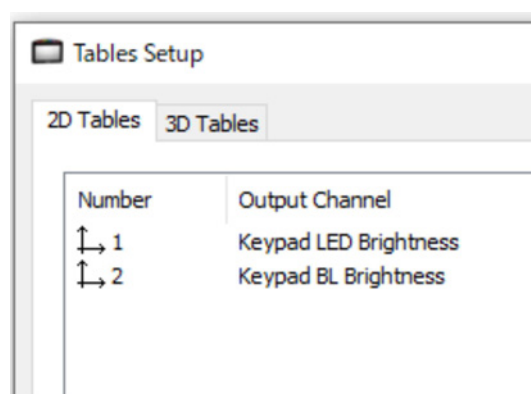 Tables Setup
2D Tables 3D Tables
Number Output Channel
1 Keypad LED Brightness
2 Keypad BL Brightness